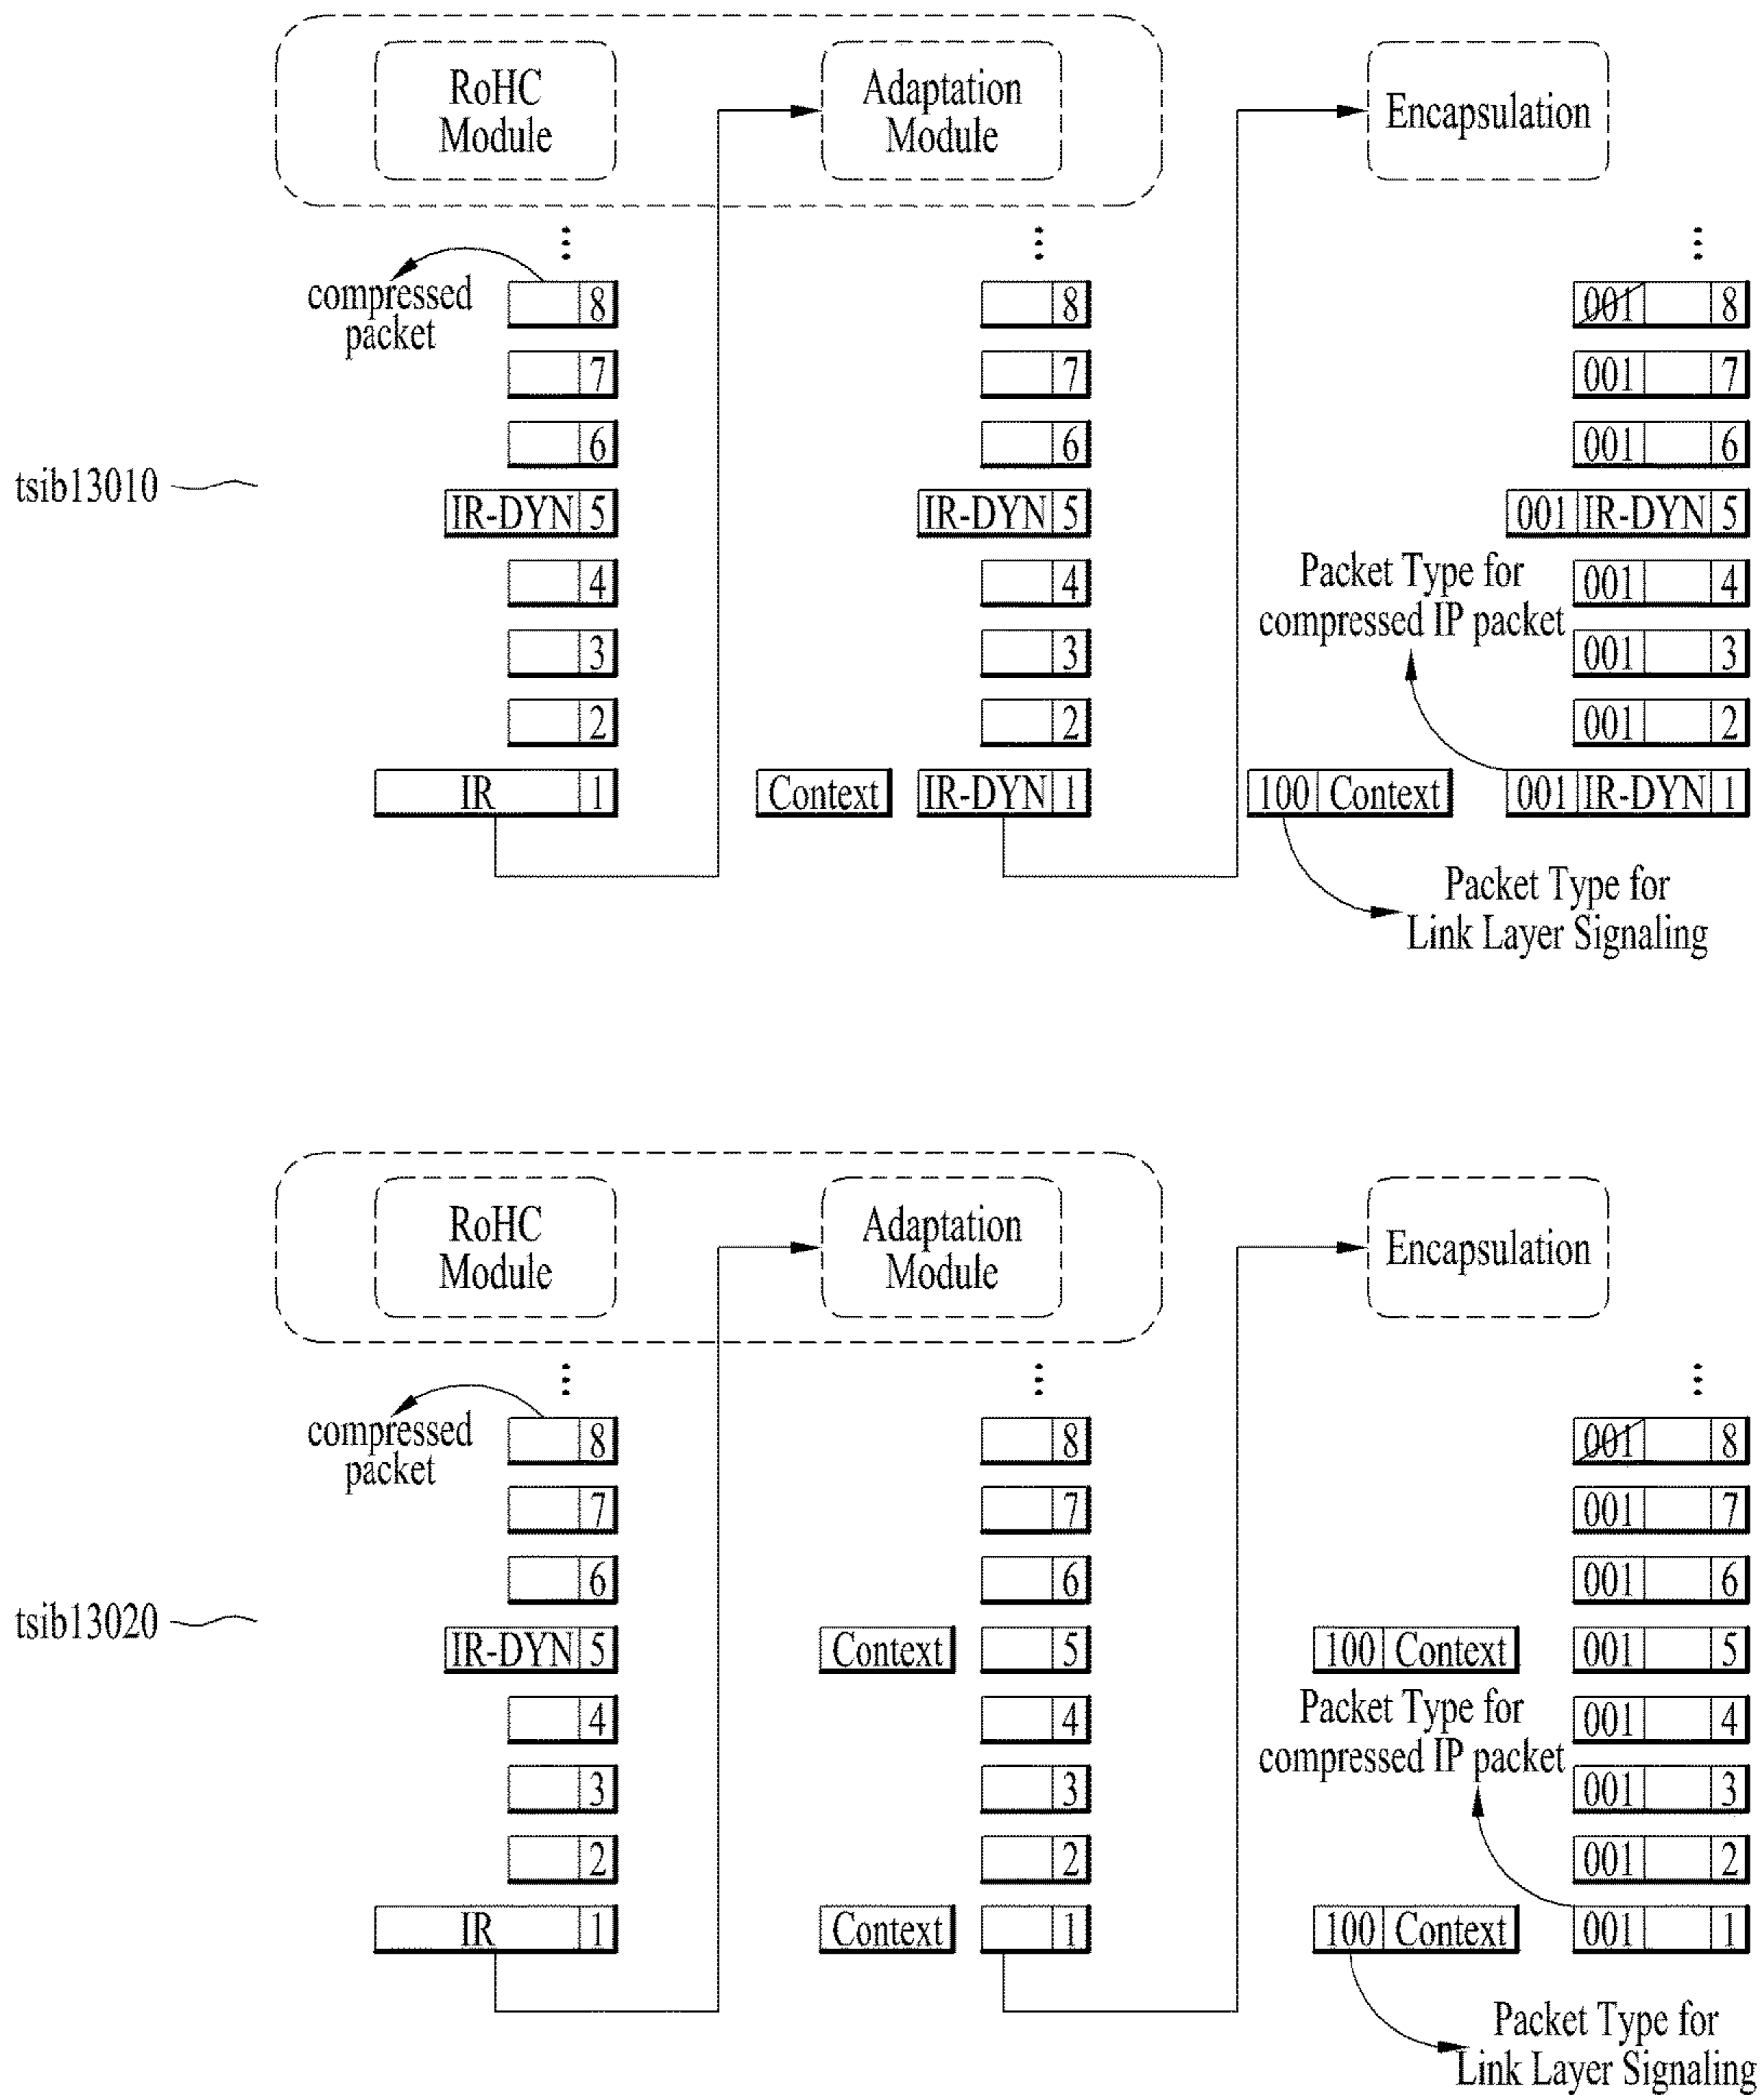 RoHC
Module
Adaptation
Module
Encapsulation
compressed
packet
8 8 001 8
7 7 001 7
6 6 001 6
tsib13010
IR-DYN 5 IR-DYN 5 001 IR-DYN 5
4 4 001 4
Packet Type for
compressed IP packet
3 3 001 3
2 2 001 2
IR 1 Context IR-DYN 1 100 Context 001 IR-DYN 1
Packet Type for
Link Layer Signaling
RoHC
Module
Adaptation
Module
Encapsulation
compressed
packet
8 8 001 8
7 7 001 7
6 6 001 6
tsib13020
IR-DYN 5 Context 5 100 Context 001 5
4 4 001 4
Packet Type for
compressed IP packet
3 3 001 3
2 2 001 2
IR 1 Context 1 100 Context 001 1
Packet Type for
Link Layer Signaling